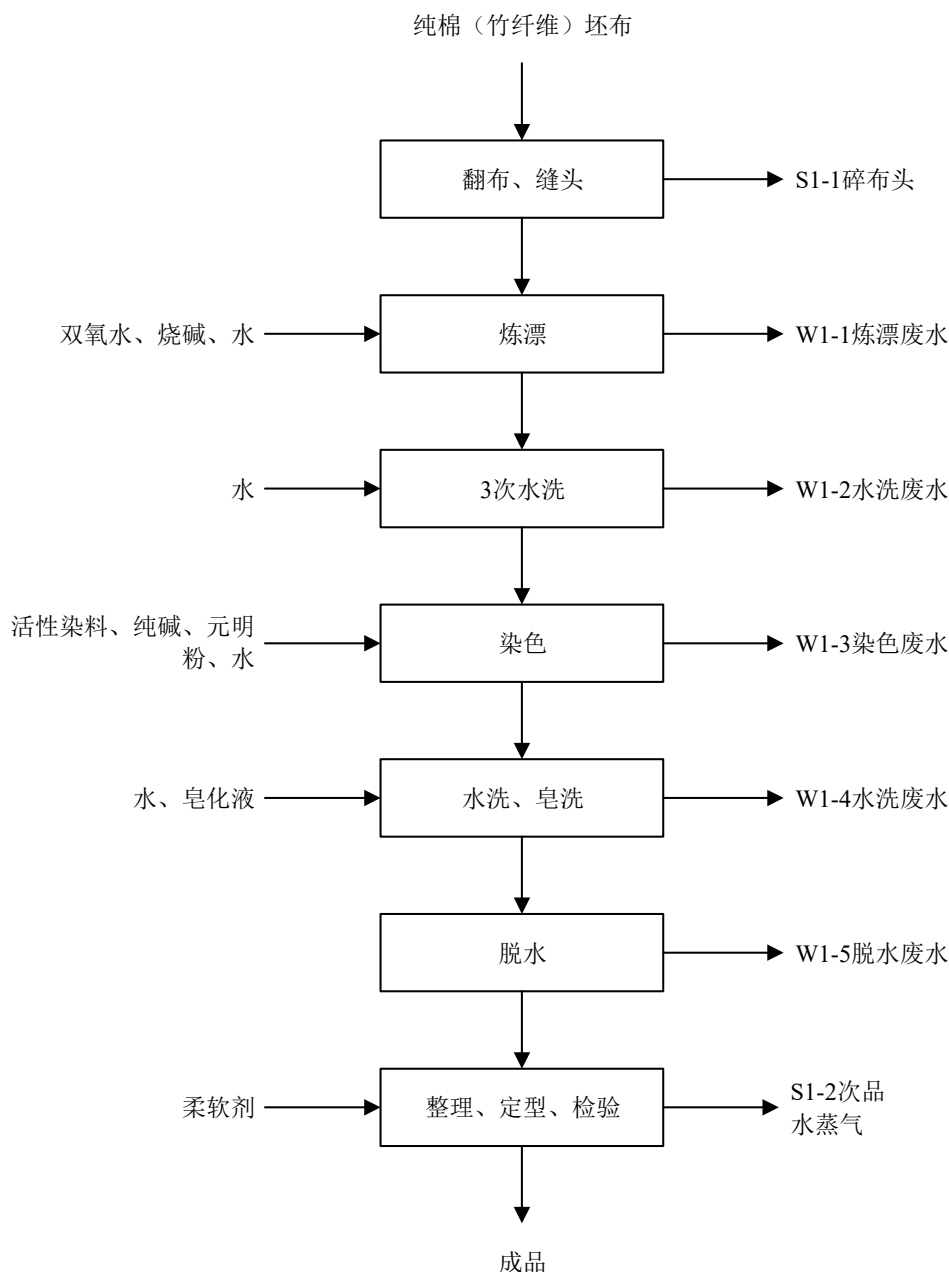 纯棉（竹纤维）坯布
翻布、缝头
S1-1碎布头
双氧水、烧碱、水
炼漂
W1-1炼漂废水
水
3次水洗
W1-2水洗废水
活性染料、纯碱、元明
粉、水
染色
W1-3染色废水
水、皂化液
水洗、皂洗
W1-4水洗废水
脱水
W1-5脱水废水
柔软剂
整理、定型、检验
S1-2次品
水蒸气
成品